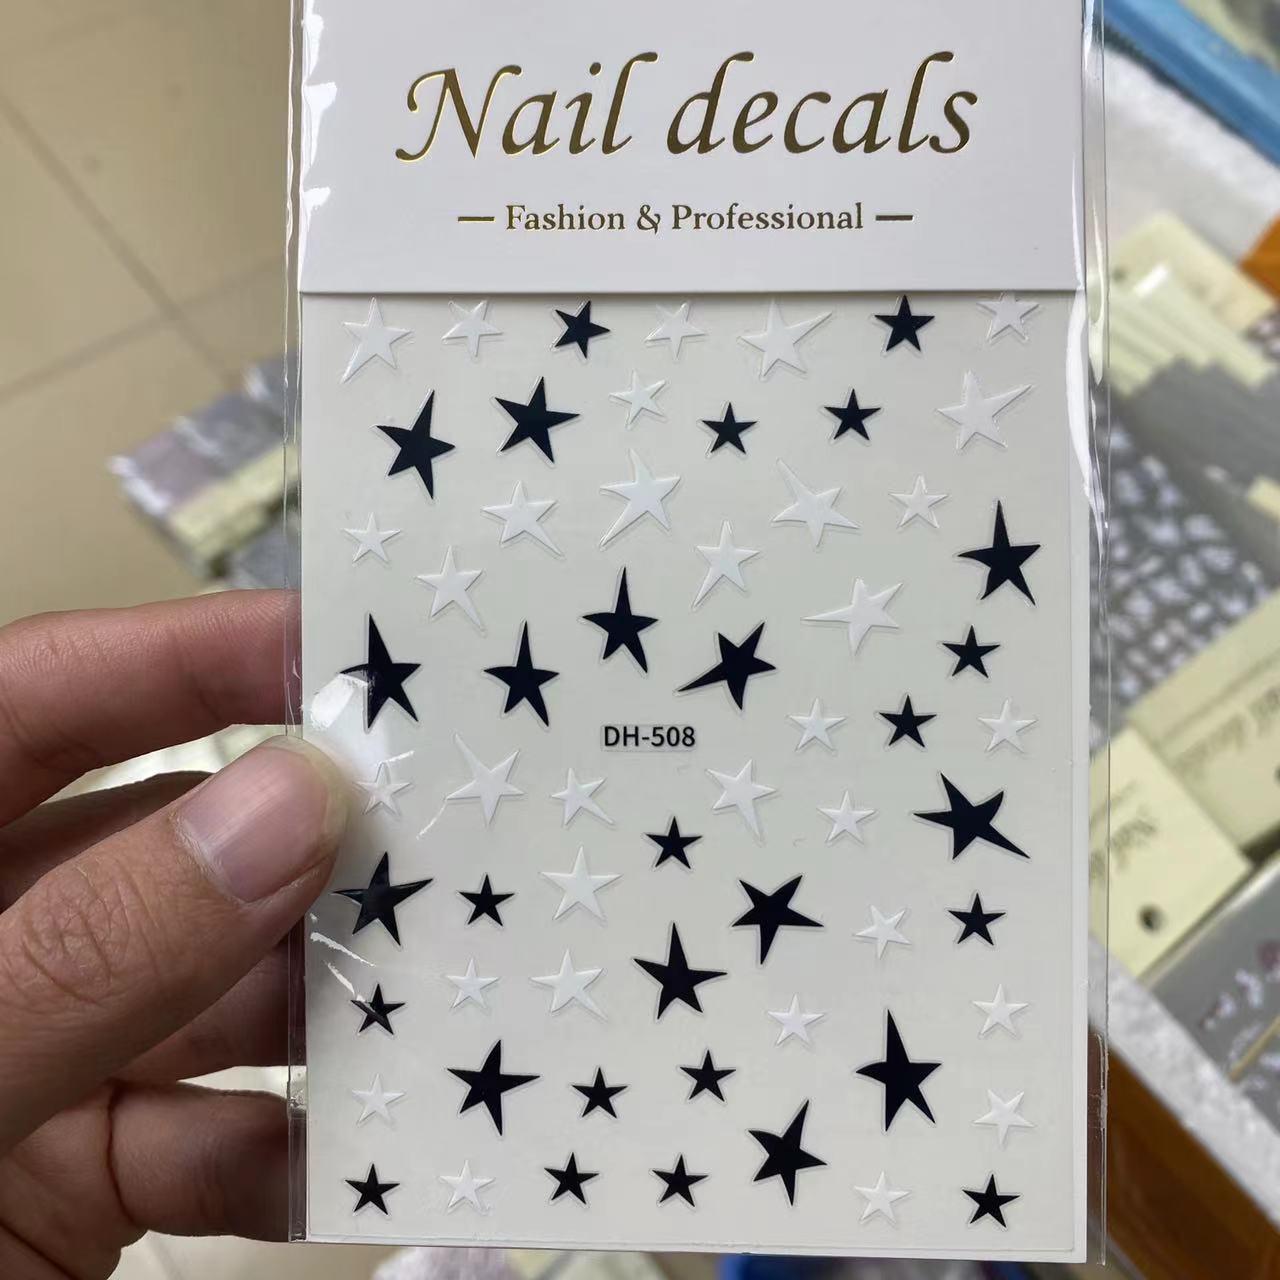 Nail decals
— Fashion & Professional —
DH-508